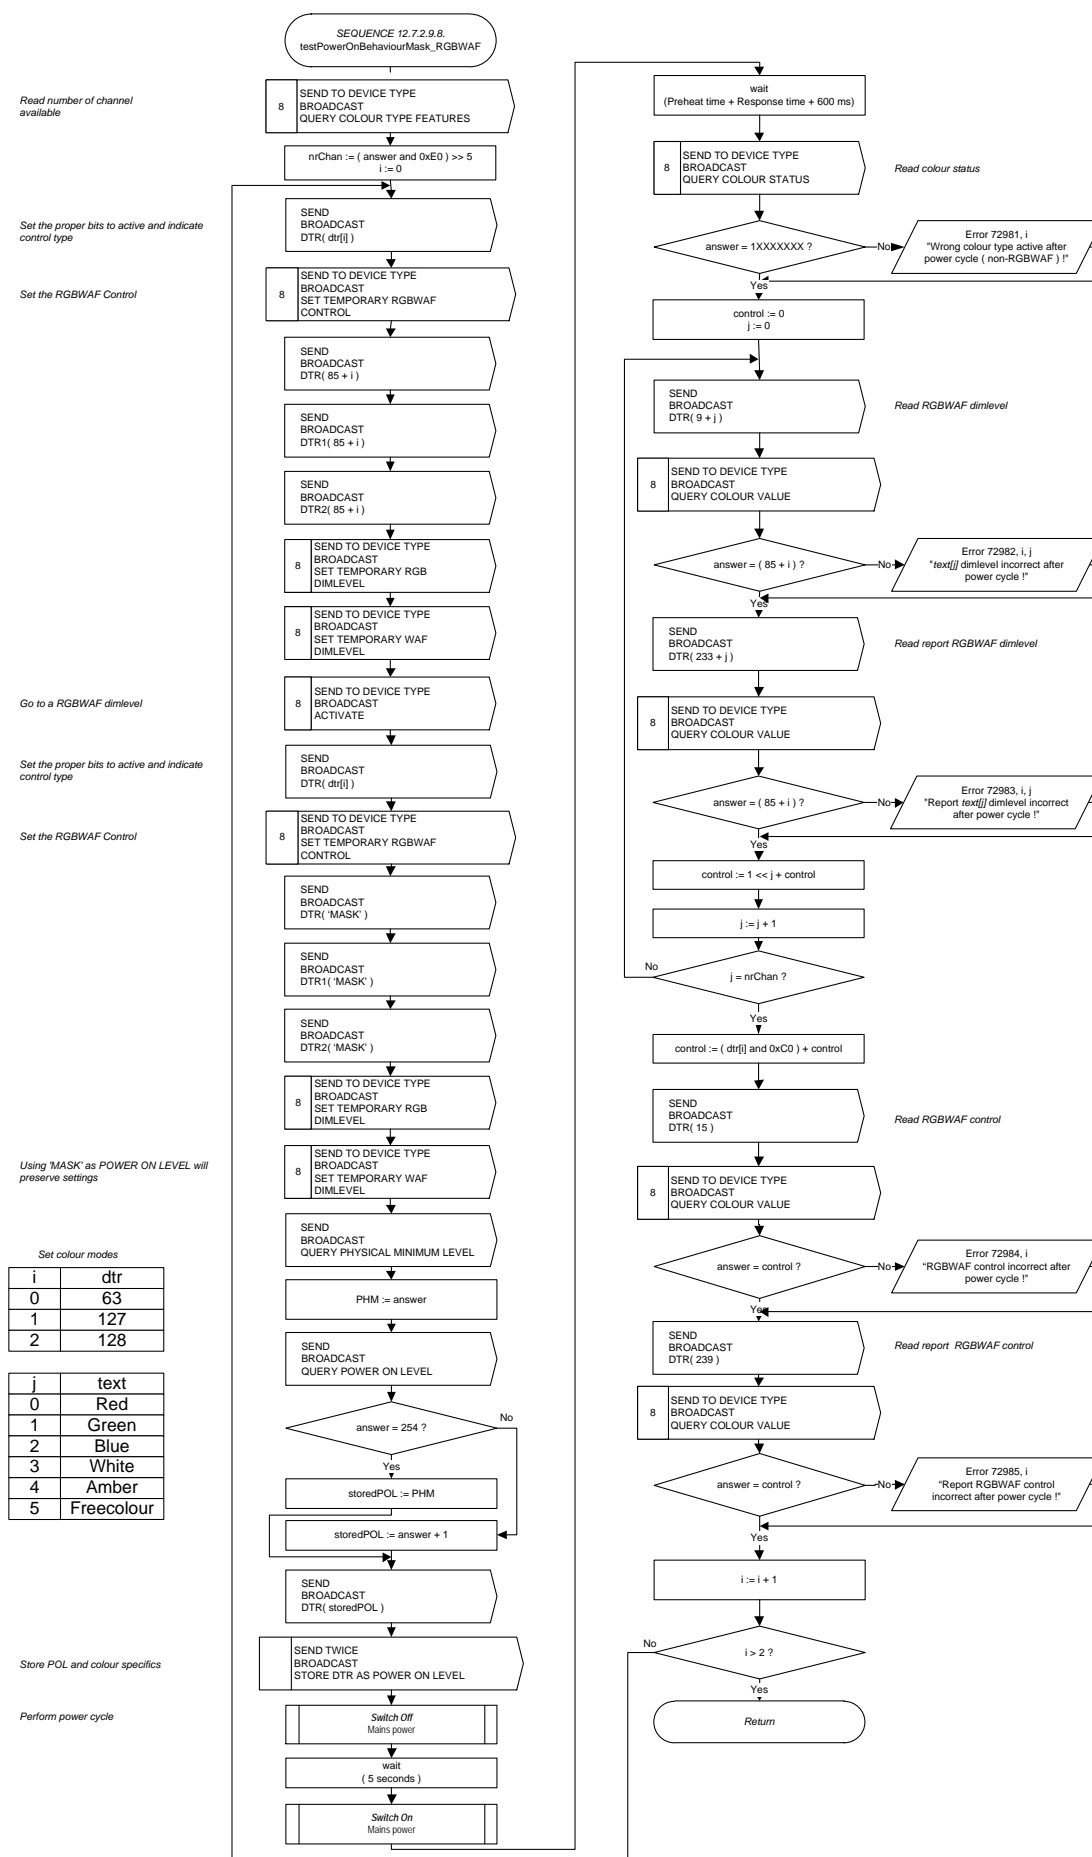 SEQUENCE 12.7.2.9.8.
testPowerOnBehaviourMask_RGBWAF
Read number of channel
available
8
SEND TO DEVICE TYPE
BROADCAST
QUERY COLOUR TYPE FEATURES
nrChan := ( answer and 0xE0 ) >> 5
i := 0
Set the proper bits to active and indicate
control type
SEND
BROADCAST
DTR( dtr[i] )
Set the RGBWAF Control
8
SEND TO DEVICE TYPE
BROADCAST
SET TEMPORARY RGBWAF
CONTROL
SEND
BROADCAST
DTR( 85 + i )
SEND
BROADCAST
DTR1( 85 + i )
SEND
BROADCAST
DTR2( 85 + i )
8
SEND TO DEVICE TYPE
BROADCAST
SET TEMPORARY RGB
DIMLEVEL
8
SEND TO DEVICE TYPE
BROADCAST
SET TEMPORARY WAF
DIMLEVEL
Go to a RGBWAF dimlevel
8
SEND TO DEVICE TYPE
BROADCAST
ACTIVATE
Set the proper bits to active and indicate
control type
SEND
BROADCAST
DTR( dtr[i] )
Set the RGBWAF Control
8
SEND TO DEVICE TYPE
BROADCAST
SET TEMPORARY RGBWAF
CONTROL
SEND
BROADCAST
DTR( ‘MASK’ )
SEND
BROADCAST
DTR1( ‘MASK’ )
SEND
BROADCAST
DTR2( ‘MASK’ )
8
SEND TO DEVICE TYPE
BROADCAST
SET TEMPORARY RGB
DIMLEVEL
Using 'MASK' as POWER ON LEVEL will
preserve settings
8
SEND TO DEVICE TYPE
BROADCAST
SET TEMPORARY WAF
DIMLEVEL
SEND
BROADCAST
QUERY PHYSICAL MINIMUM LEVEL
PHM := answer
SEND
BROADCAST
QUERY POWER ON LEVEL
answer = 254 ?
No
Yes
storedPOL := PHM
storedPOL := answer + 1
SEND
BROADCAST
DTR( storedPOL )
Store POL and colour specifics
SEND TWICE
BROADCAST
STORE DTR AS POWER ON LEVEL
Perform power cycle
Switch Off
Mains power
wait
( 5 seconds )
Switch On
Mains power
Set colour modes
i dtr
0 63
1 127
2 128
j text
0 Red
1 Green
2 Blue
3 White
4 Amber
5 Freecolour
wait
(Preheat time + Response time + 600 ms)
8
SEND TO DEVICE TYPE
BROADCAST
QUERY COLOUR STATUS
Read colour status
answer = 1XXXXXXX ?
No
Error 72981, i
"Wrong colour type active after
power cycle ( non-RGBWAF ) !"
Yes
control := 0
j := 0
SEND
BROADCAST
DTR( 9 + j )
Read RGBWAF dimlevel
8
SEND TO DEVICE TYPE
BROADCAST
QUERY COLOUR VALUE
answer = ( 85 + i ) ?
No
Error 72982, i, j
"text[j] dimlevel incorrect after
power cycle !"
Yes
SEND
BROADCAST
DTR( 233 + j )
Read report RGBWAF dimlevel
8
SEND TO DEVICE TYPE
BROADCAST
QUERY COLOUR VALUE
answer = ( 85 + i ) ?
No
Error 72983, i, j
"Report text[j] dimlevel incorrect
after power cycle !"
Yes
control := 1 << j + control
j := j + 1
j = nrChan ?
No
Yes
control := ( dtr[i] and 0xC0 ) + control
SEND
BROADCAST
DTR( 15 )
Read RGBWAF control
8
SEND TO DEVICE TYPE
BROADCAST
QUERY COLOUR VALUE
answer = control ?
No
Error 72984, i
“RGBWAF control incorrect after
power cycle !"
Yes
SEND
BROADCAST
DTR( 239 )
Read report  RGBWAF control
8
SEND TO DEVICE TYPE
BROADCAST
QUERY COLOUR VALUE
answer = control ?
No
Error 72985, i
“Report RGBWAF control
incorrect after power cycle !"
Yes
i := i + 1
i > 2 ?
No
Yes
Return